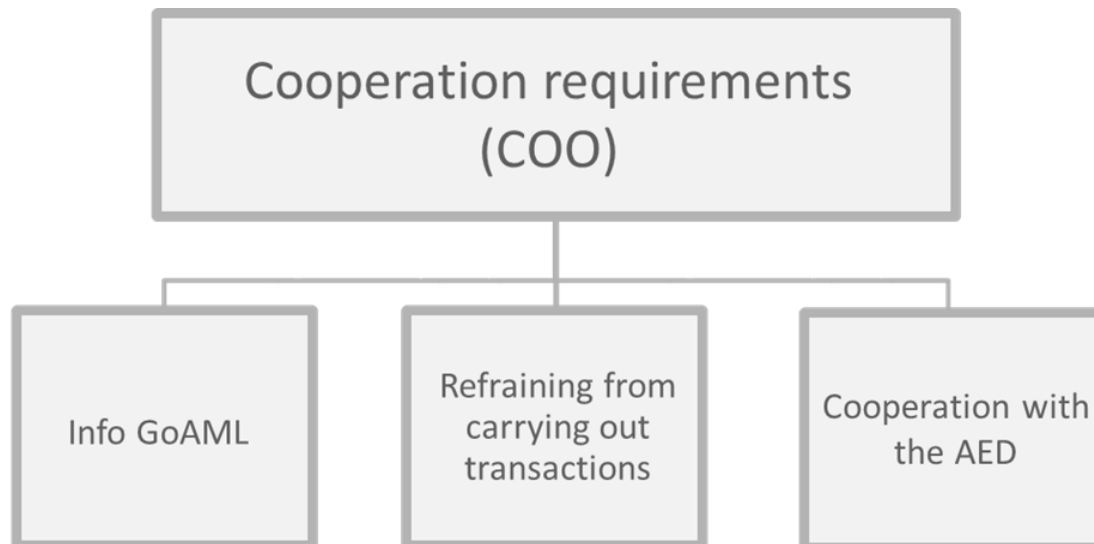 Cooperation requirements
(COO)
Info GoAML
Refraining from
carrying out
transactions
Cooperation with
the AED